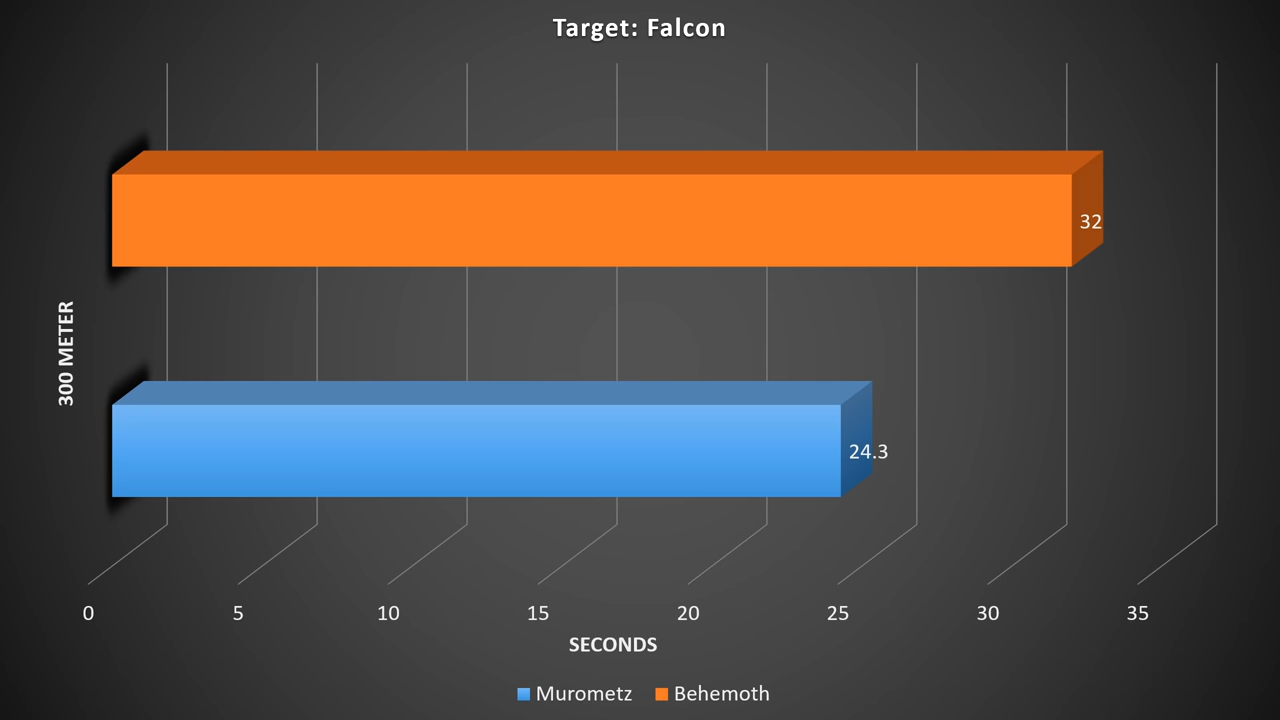 Target: Falcon
32
300 METER
24.3
0 5 10 15 20 25 30 35
SECONDS
Murometz Behemoth